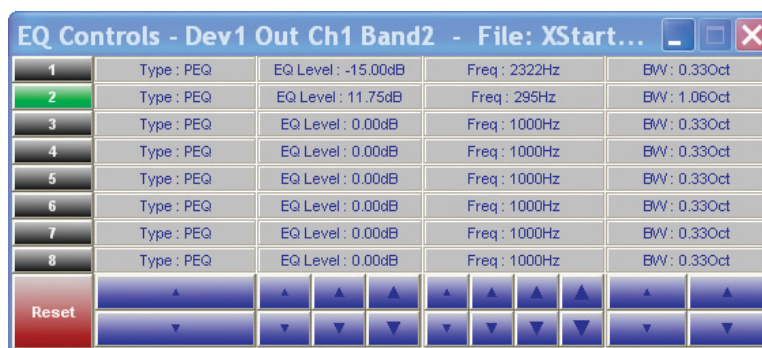 EQ Controls - Dev1 Out Ch1 Band2 - File: XStart...
1 Type : PEQ EQ Level : -15.00dB Freq : 2322Hz BW : 0.33Oct
2 Type : PEQ EQ Level : 11.75dB Freq : 295Hz BW : 1.06Oct
3 Type : PEQ EQ Level : 0.00dB Freq : 1000Hz BW : 0.33Oct
4 Type : PEQ EQ Level : 0.00dB Freq : 1000Hz BW : 0.33Oct
5 Type : PEQ EQ Level : 0.00dB Freq : 1000Hz BW : 0.33Oct
6 Type : PEQ EQ Level : 0.00dB Freq : 1000Hz BW : 0.33Oct
7 Type : PEQ EQ Level : 0.00dB Freq : 1000Hz BW : 0.33Oct
8 Type : PEQ EQ Level : 0.00dB Freq : 1000Hz BW : 0.33Oct
Reset